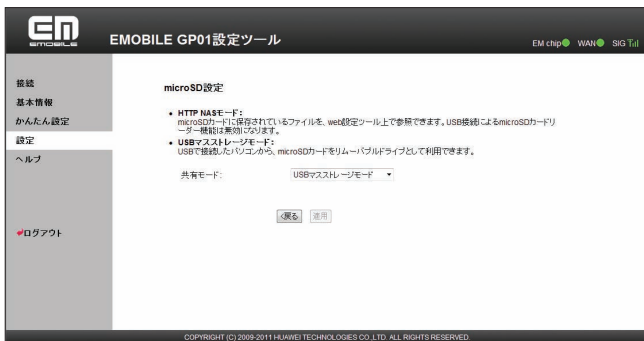 EM
EMOBILE
EMOBILE GP01設定ツール
EM chip WAN SIG
接続
基本情報
かんたん設定
設定
ヘルプ
ログアウト
microSD設定
HTTP NASモード:
microSDカードに保存されているファイルを、web設定ツール上で参照できます。USB接続によるmicroSDカードリ
ーダー機能は無効になります。
USBマスストレージモード:
USBで接続したパソコンから、microSDカードをリムーバブルドライブとして利用できます。
共有モード: USBマスストレージモード
<戻る 適用
COPYRIGHT (C) 2009-2011 HUAWEI TECHNOLOGIES CO.,LTD. ALL RIGHTS RESERVED.